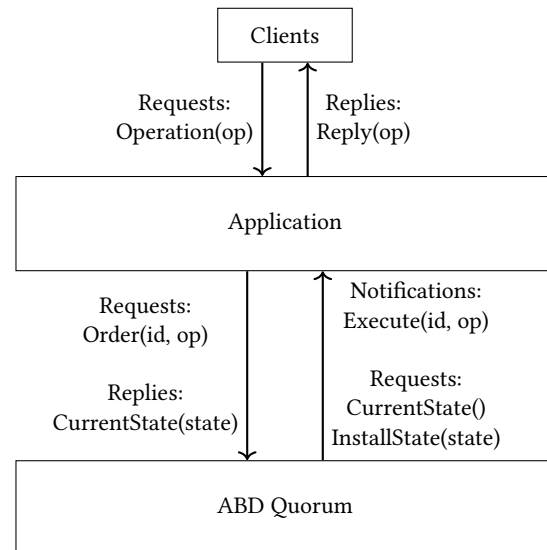 Clients
Requests:
Operation(op)
Replies:
Reply(op)
Application
Requests:
Order(id, op)
Replies:
CurrentState(state)
Notifications:
Execute(id, op)
Requests:
CurrentState()
InstallState(state)
ABD Quorum